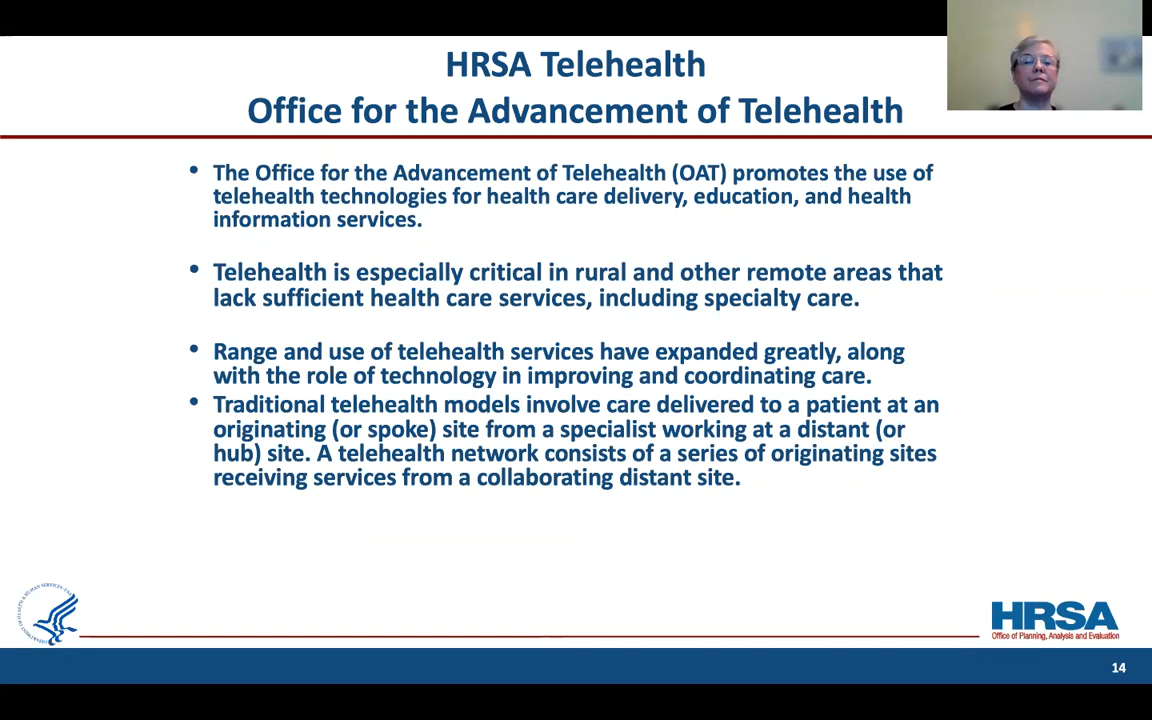 HRSA Telehealth
Office for the Advancement of Telehealth
• The Office for the Advancement of Telehealth (OAT) promotes the use of
telehealth technologies for health care delivery, education, and health
information services.
• Telehealth is especially critical in rural and other remote areas that
lack sufficient health care services, including specialty care.
• Range and use of telehealth services have expanded greatly, along
with the role of technology in improving and coordinating care.
• Traditional telehealth models involve care delivered to a patient at an
originating (or spoke) site from a specialist working at a distant (or
hub) site. A telehealth network consists of a series of originating sites
receiving services from a collaborating distant site.
DEPARTMENT OF HEALTH & HUMAN SERVICES • USA
HRSA
Office of Planning, Analysis and Evaluation
14